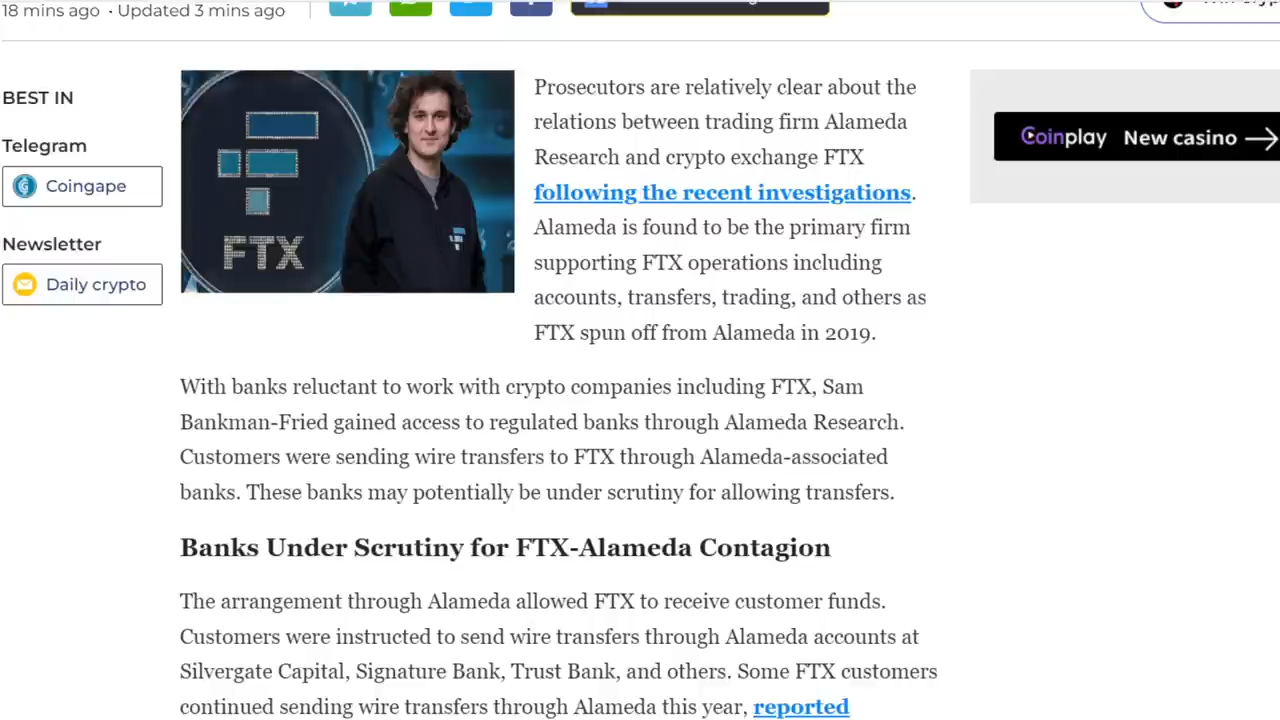 18 mins ago • Updated 3 mins ago
BEST IN
Telegram
Coingape
Newsletter
Daily crypto
FTX
Prosecutors are relatively clear about the
relations between trading firm Alameda
Research and crypto exchange FTX
following the recent investigations.
Alameda is found to be the primary firm
supporting FTX operations including
accounts, transfers, trading, and others as
FTX spun off from Alameda in 2019.
Coinplay New casino
With banks reluctant to work with crypto companies including FTX, Sam
Bankman-Fried gained access to regulated banks through Alameda Research.
Customers were sending wire transfers to FTX through Alameda-associated
banks. These banks may potentially be under scrutiny for allowing transfers.
Banks Under Scrutiny for FTX-Alameda Contagion
The arrangement through Alameda allowed FTX to receive customer funds.
Customers were instructed to send wire transfers through Alameda accounts at
Silvergate Capital, Signature Bank, Trust Bank, and others. Some FTX customers
continued sending wire transfers through Alameda this year, reported